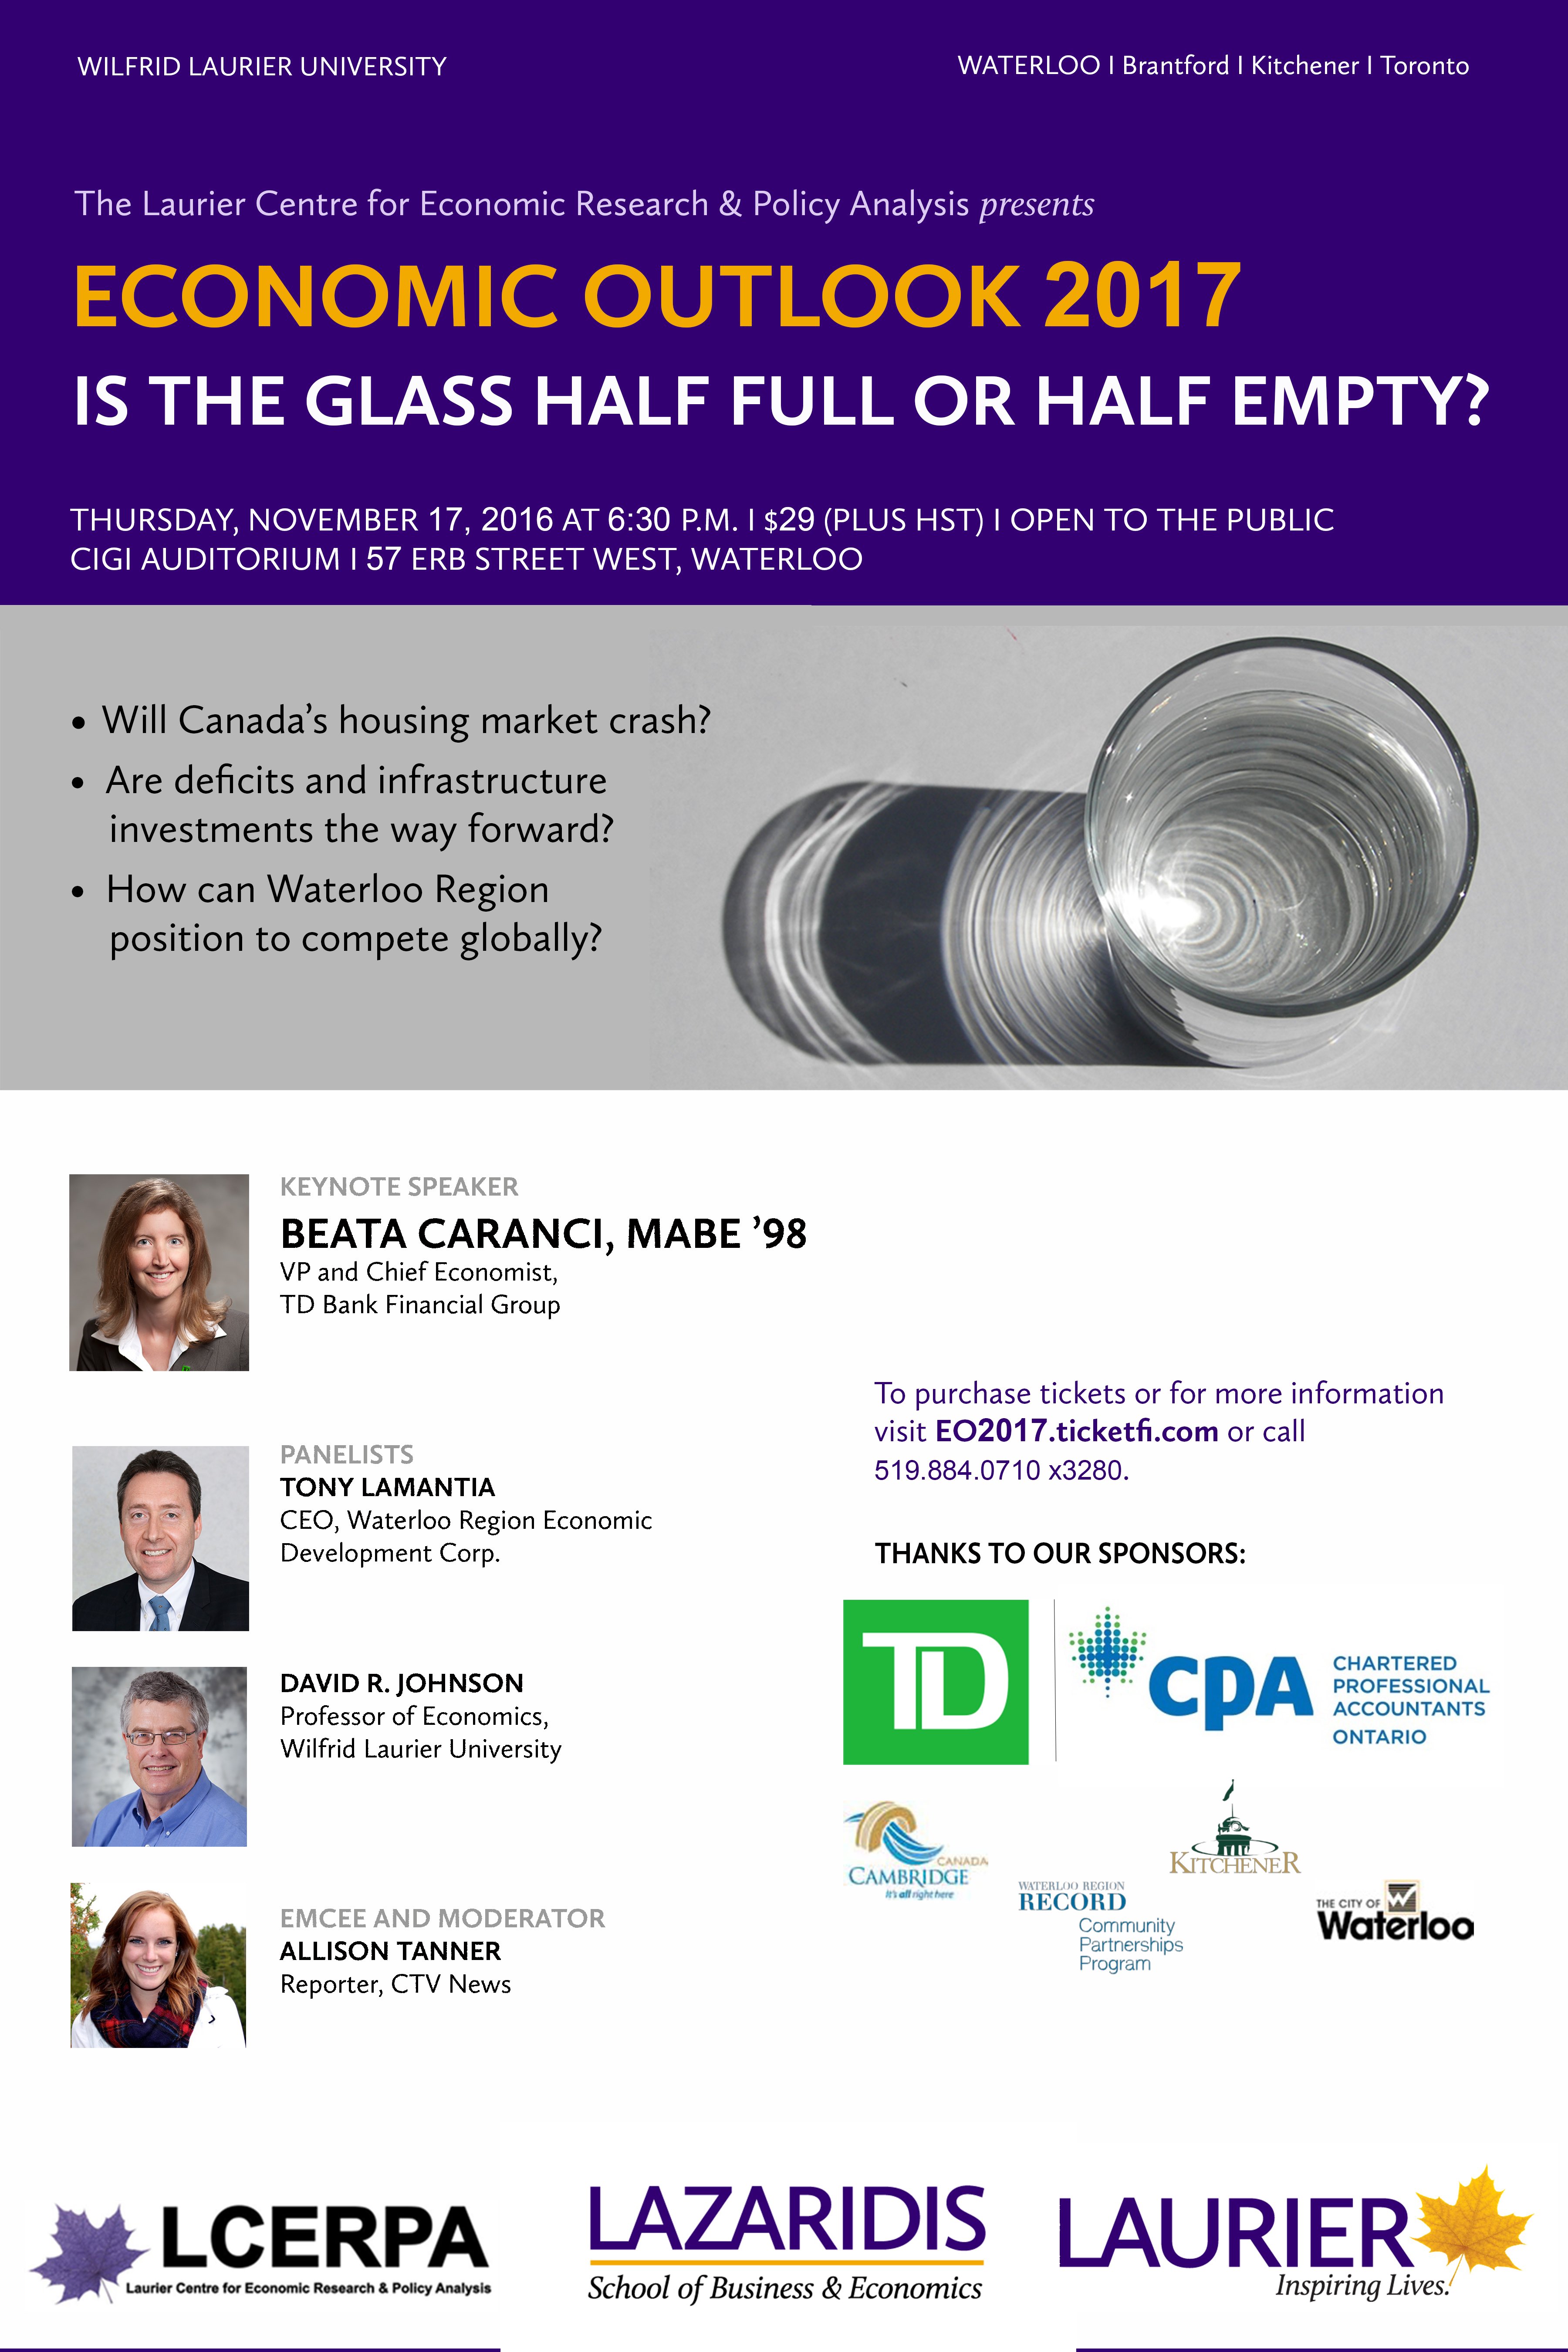 WILFRID LAURIER UNIVERSITY
WATERLOO I Brantford I Kitchener I Toronto
The Laurier Centre for Economic Research & Policy Analysis presents
ECONOMIC OUTLOOK 2017
IS THE GLASS HALF FULL OR HALF EMPTY?
THURSDAY, NOVEMBER 17, 2016 AT 6:30 P.M. I $29 (PLUS HST) I OPEN TO THE PUBLIC
CIGI AUDITORIUM I 57 ERB STREET WEST, WATERLOO
• Will Canada's housing market crash?
• Are deficits and infrastructure
investments the way forward?
• How can Waterloo Region
position to compete globally?
KEYNOTE SPEAKER
BEATA CARANCI, MABE ’98
VP and Chief Economist,
TD Bank Financial Group
PANELISTS
TONY LAMANTIA
CEO, Waterloo Region Economic
Development Corp.
DAVID R. JOHNSON
Professor of Economics,
Wilfrid Laurier University
EMCEE AND MODERATOR
ALLISON TANNER
Reporter, CTV News
To purchase tickets or for more information
visit EO2017.ticketfi.com or call
519.884.0710 x3280.
THANKS TO OUR SPONSORS:
TD
CPA
CHARTERED
PROFESSIONAL
ACCOUNTANTS
ONTARIO
CANADA
CAMBRIDGE
It's all right here
WATERLOO REGION
RECORD
Community
Partnerships
Program
KITCHENER
THE CITY OF W
Waterloo
LCERPA
Laurier Centre for Economic Research & Policy Analysis
LAZARIDIS
School of Business & Economics
LAURIER
Inspiring Lives.